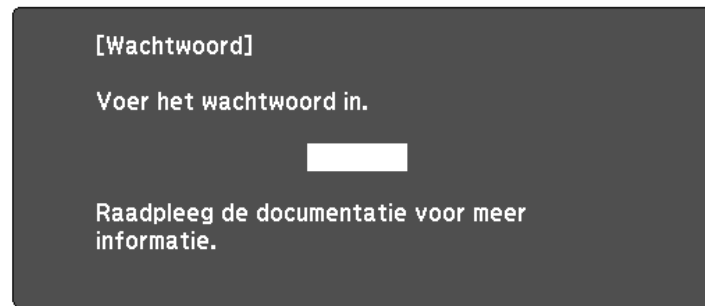 [Wachtwoord]
Voer het wachtwoord in.
Raadpleeg de documentatie voor meer
informatie.